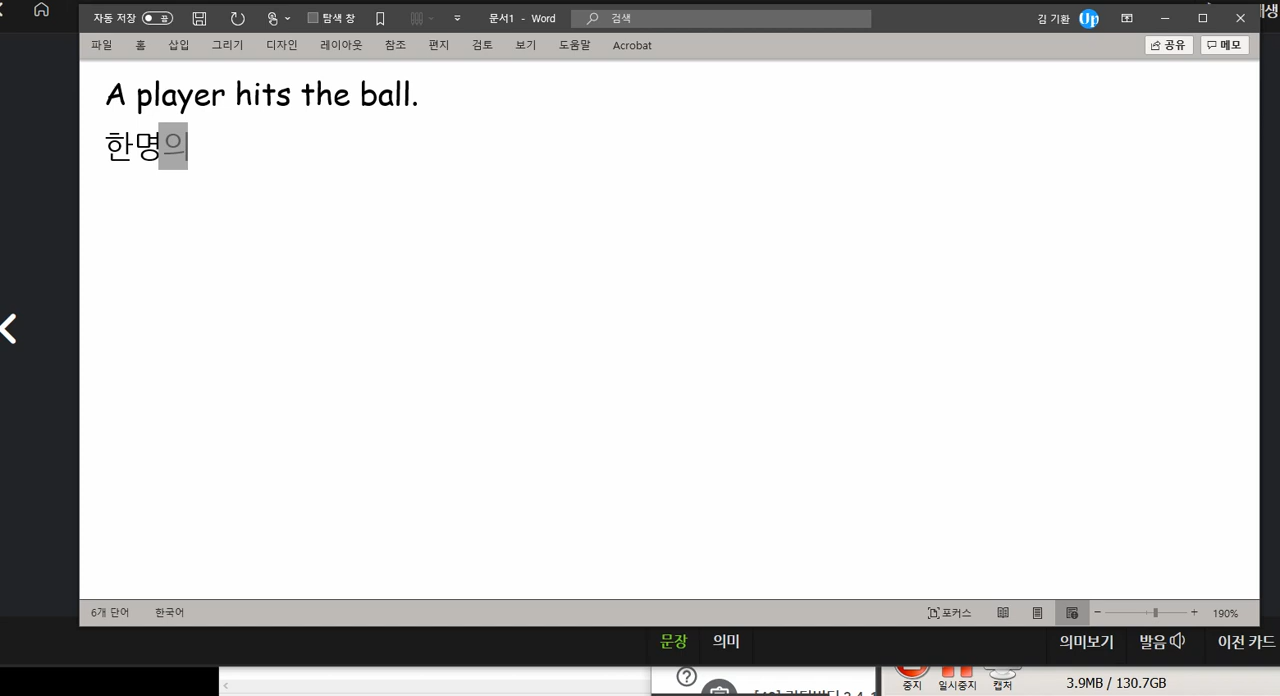 자동 저장 끔 탐색 창 문서1 - Word 검색 김 기환 Up
파일 홈 삽입 그리기 디자인 레이아웃 참조 편지 검토 보기 도움말 Acrobat 공유 메모
A player hits the ball.
한명의
6개 단어 한국어 포커스 190%
문장 의미 의미보기 발음 이전 카드
중지 일시중지 캡처 3.9MB / 130.7GB